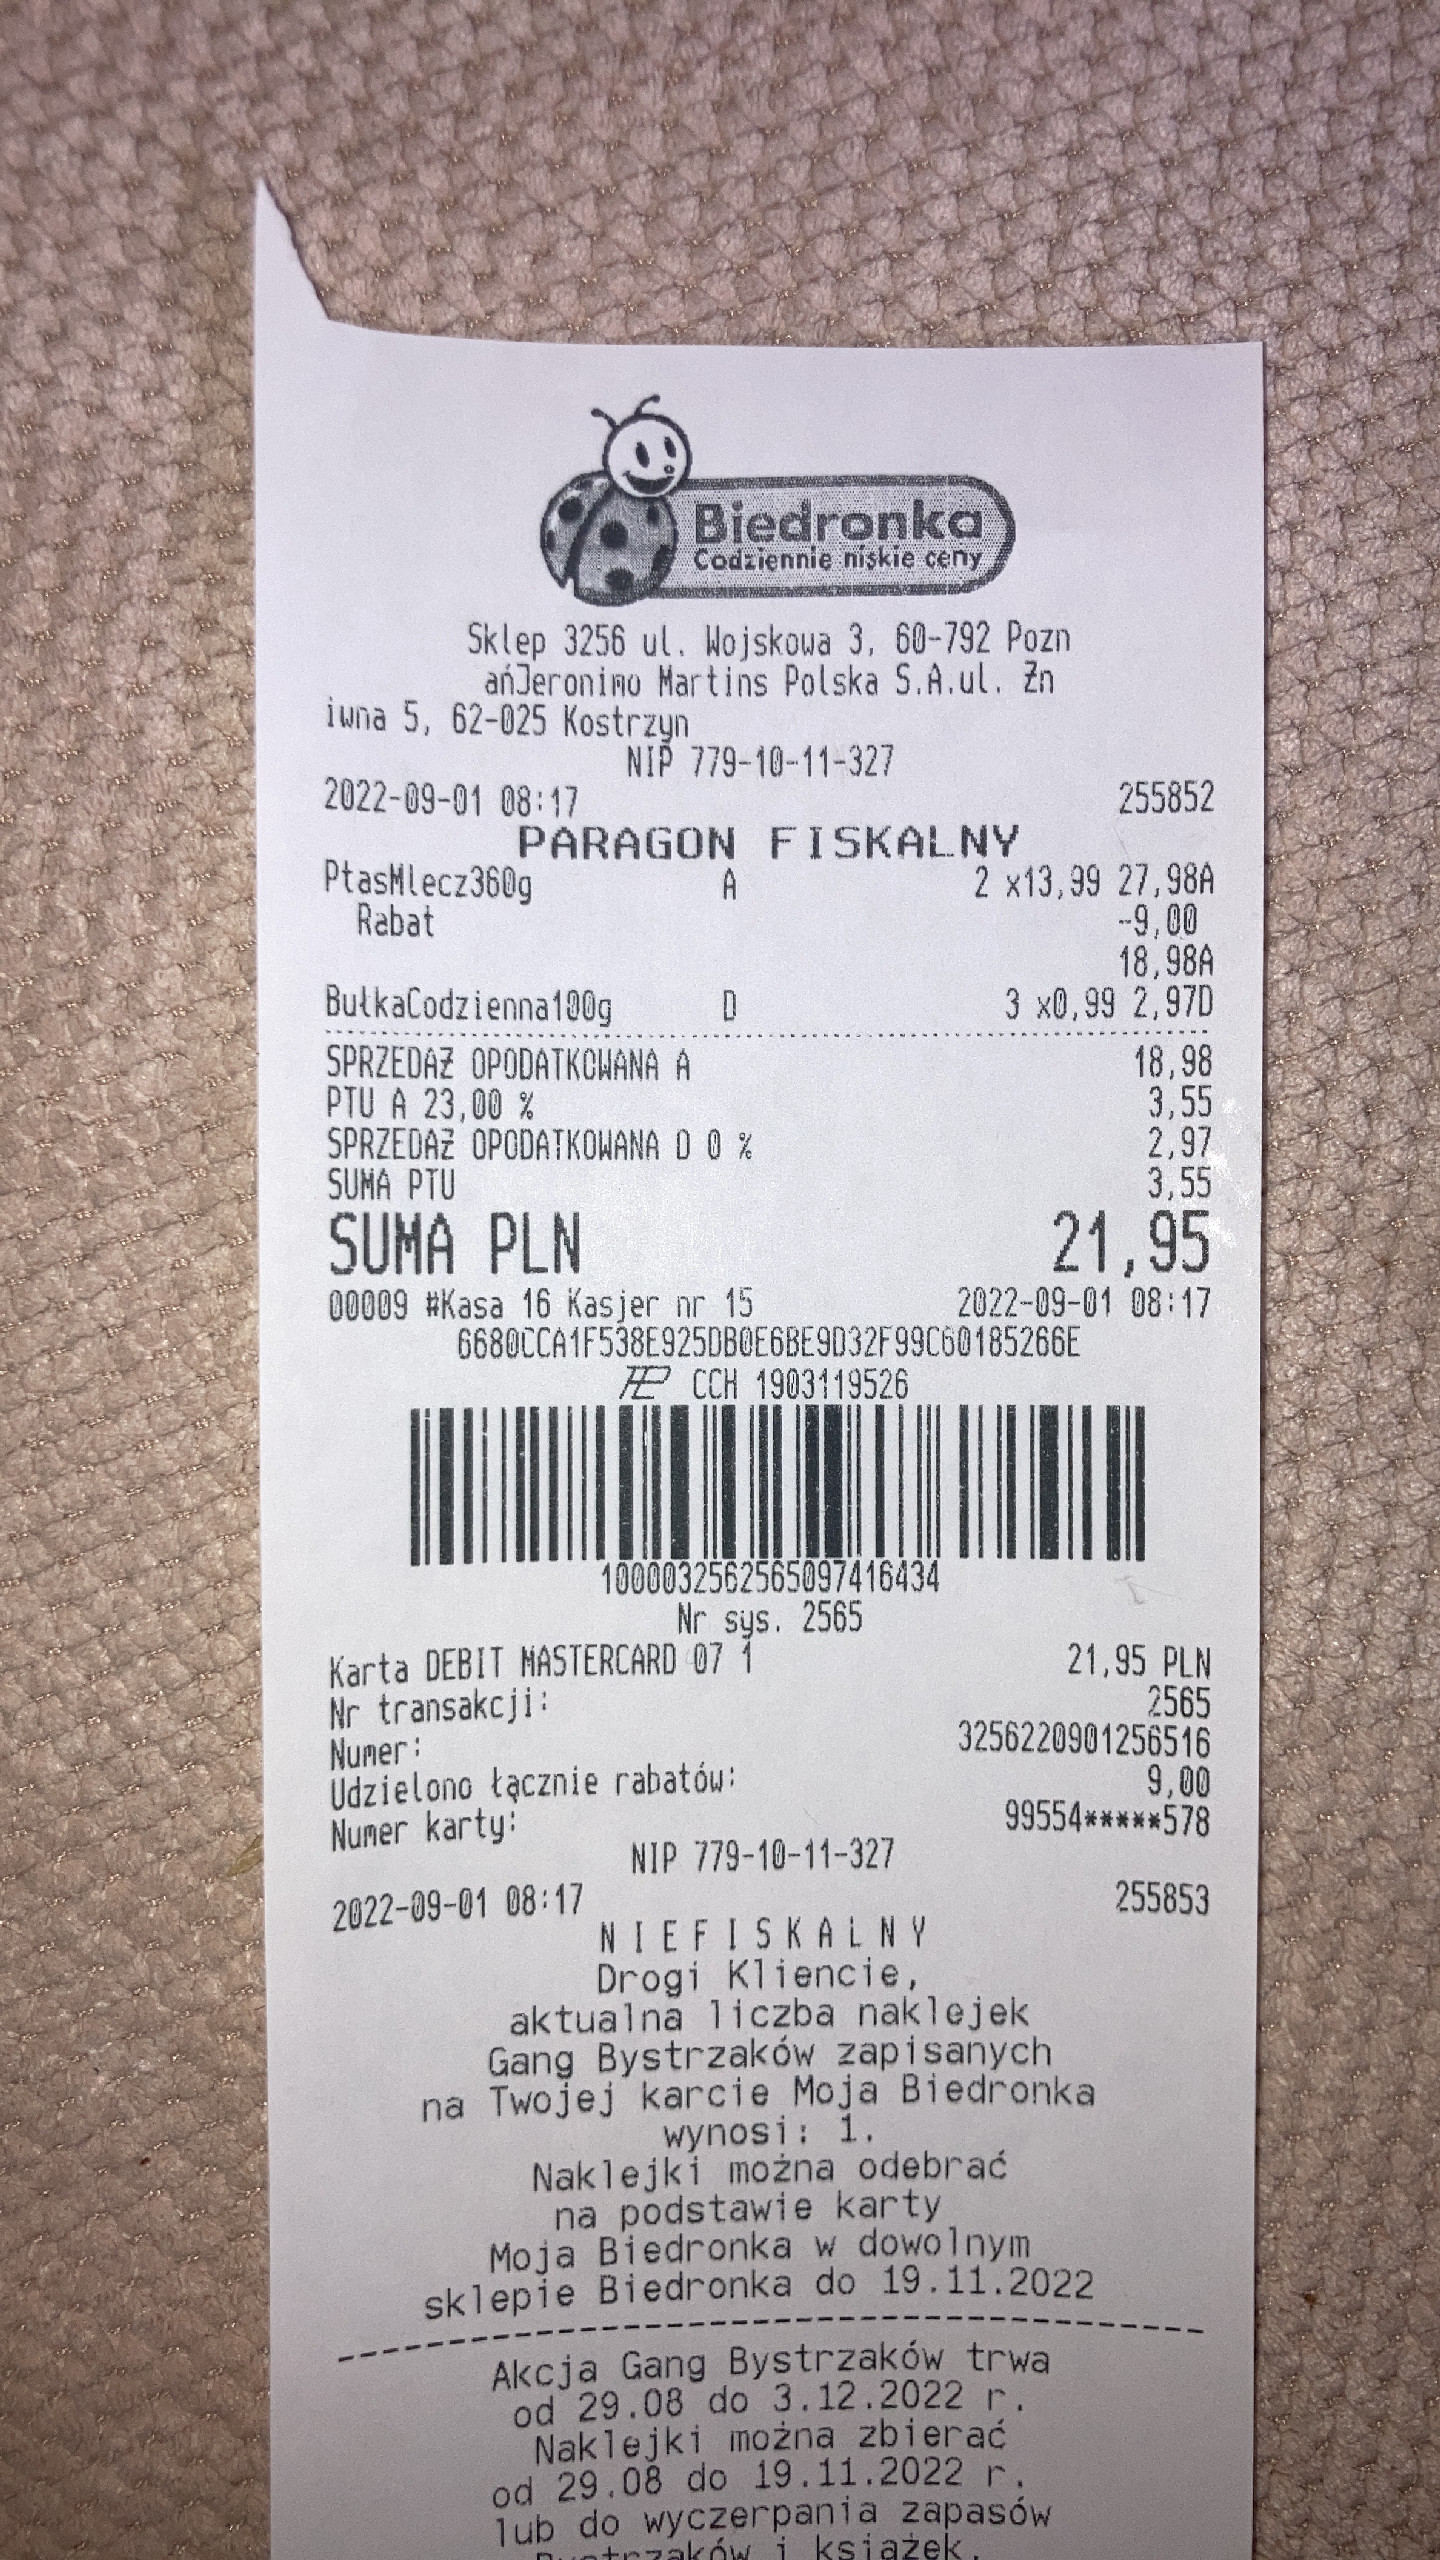 Biedronka
Codziennie niskie ceny
Sklep 3256 ul. Wojskowa 3, 60-792 Pozn
ańJeronimo Martins Polska S.A.ul. Żn
iwna 5, 62-025 Kostrzyn
NIP 779-10-11-327
2022-09-01 08:17 255852
PARAGON FISKALNY
PtasMlecz360g A 2 x13,99 27,98A
Rabat -9,00
18,98A
BułkaCodzienna100g D 3 x0,99 2,97D
SPRZEDAŻ OPODATKOWANA A 18,98
PTU A 23,00 % 3,55
SPRZEDAŻ OPODATKOWANA D 0 % 2,97
SUMA PTU 3,55
SUMA PLN 21,95
00009 #Kasa 16 Kasjer nr 15 2022-09-01 08:17
6680CCA1F538E925DB0E6BE9D32F99C60185266E
CCH 1903119526
1000032562565097416434
Nr sys. 2565
Karta DEBIT MASTERCARD 07 1 21,95 PLN
Nr transakcji: 2565
Numer: 3256220901256516
Udzielono łącznie rabatów: 9,00
Numer karty: 99554*****578
NIP 779-10-11-327
2022-09-01 08:17 255853
NIEFISKALNY
Drogi Kliencie,
aktualna liczba naklejek
Gang Bystrzaków zapisanych
na Twojej karcie Moja Biedronka
wynosi: 1.
Naklejki można odebrać
na podstawie karty
Moja Biedronka w dowolnym
sklepie Biedronka do 19.11.2022
Akcja Gang Bystrzaków trwa
od 29.08 do 3.12.2022 r.
Naklejki można zbierać
od 29.08 do 19.11.2022 r.
lub do wyczerpania zapasów
Bystrzaków i książek.